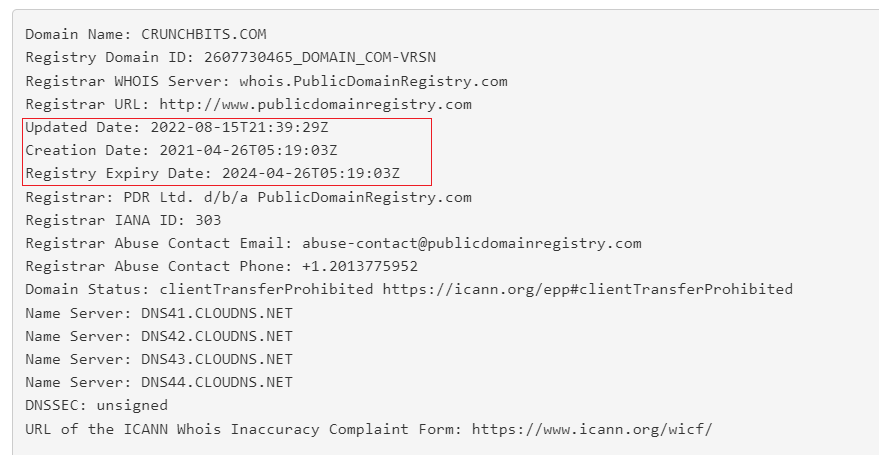 Domain Name: CRUNCHBITS.COM
Registry Domain ID: 2607730465_DOMAIN_COM-VRSN
Registrar WHOIS Server: whois.PublicDomainRegistry.com
Registrar URL: http://www.publicdomainregistry.com
Updated Date: 2022-08-15T21:39:29Z
Creation Date: 2021-04-26T05:19:03Z
Registry Expiry Date: 2024-04-26T05:19:03Z
Registrar: PDR Ltd. d/b/a PublicDomainRegistry.com
Registrar IANA ID: 303
Registrar Abuse Contact Email: abuse-contact@publicdomainregistry.com
Registrar Abuse Contact Phone: +1.2013775952
Domain Status: clientTransferProhibited https://icann.org/epp#clientTransferProhibited
Name Server: DNS41.CLOUDNS.NET
Name Server: DNS42.CLOUDNS.NET
Name Server: DNS43.CLOUDNS.NET
Name Server: DNS44.CLOUDNS.NET
DNSSEC: unsigned
URL of the ICANN Whois Inaccuracy Complaint Form: https://www.icann.org/wicf/